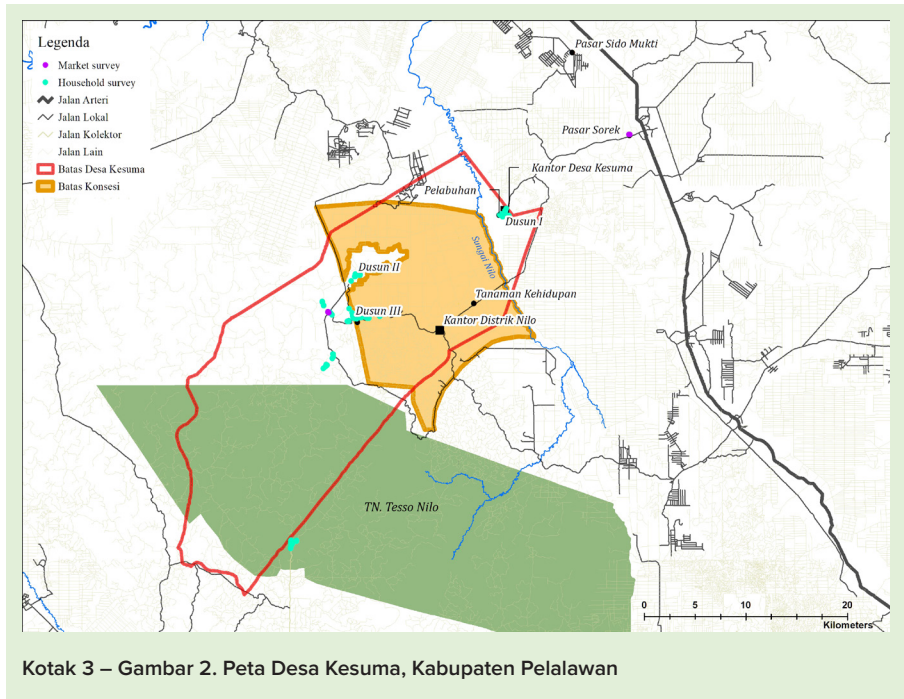 Legenda
Market survey
Household survey
Jalan Arteri
Jalan Lokal
Jalan Kolektor
Jalan Lain
Batas Desa Kesuma
Batas Konsesi
Pasar Sido Mukti
Pasar Sorek
Kantor Desa Kesuma
Pelabuhan
Dusun I
Sungai Nilo
Dusun II
Tanaman Kehidupan
Dusun III
Kantor Distrik Nilo
TN. Tesso Nilo
0 5 10 20
Kilometers
Kotak 3 – Gambar 2. Peta Desa Kesuma, Kabupaten Pelalawan